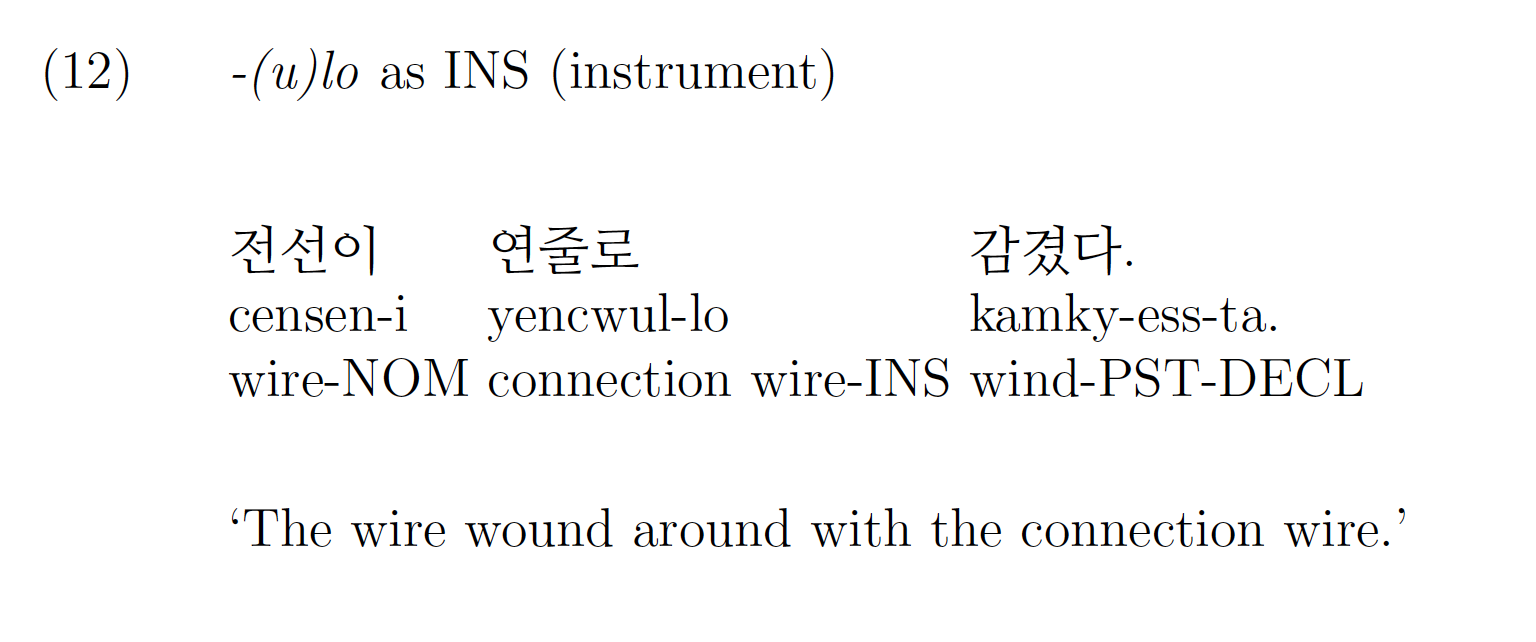 (12) -(u)lo as INS (instrument)
전선이 연줄로 감겼다.
censen-i yencwul-lo kamky-ess-ta.
wire-NOM connection wire-INS wind-PST-DECL
‘The wire wound around with the connection wire.’